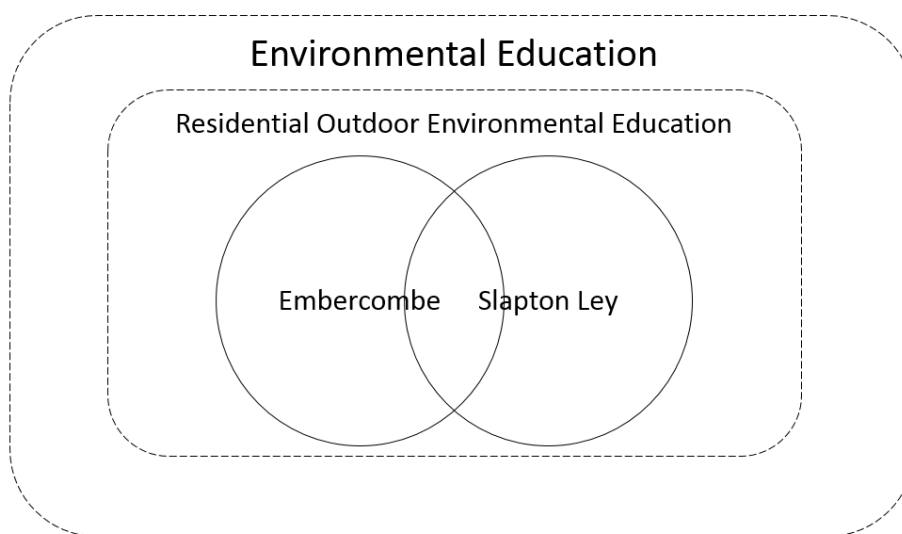 Environmental Education
Residential Outdoor Environmental Education
Embercombe
Slapton Ley